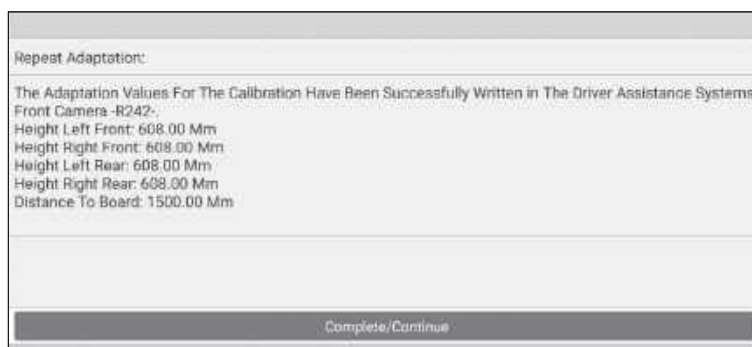 Repeat Adaptation:
The Adaptation Values For The Calibration Have Been Successfully Written in The Driver Assistance Systems
Front Camera -R242-.
Height Left Front: 608.00 Mm
Height Right Front: 608.00 Mm
Height Left Rear: 608.00 Mm
Height Right Rear: 608.00 Mm
Distance To Board: 1500.00 Mm
Complete/Continue